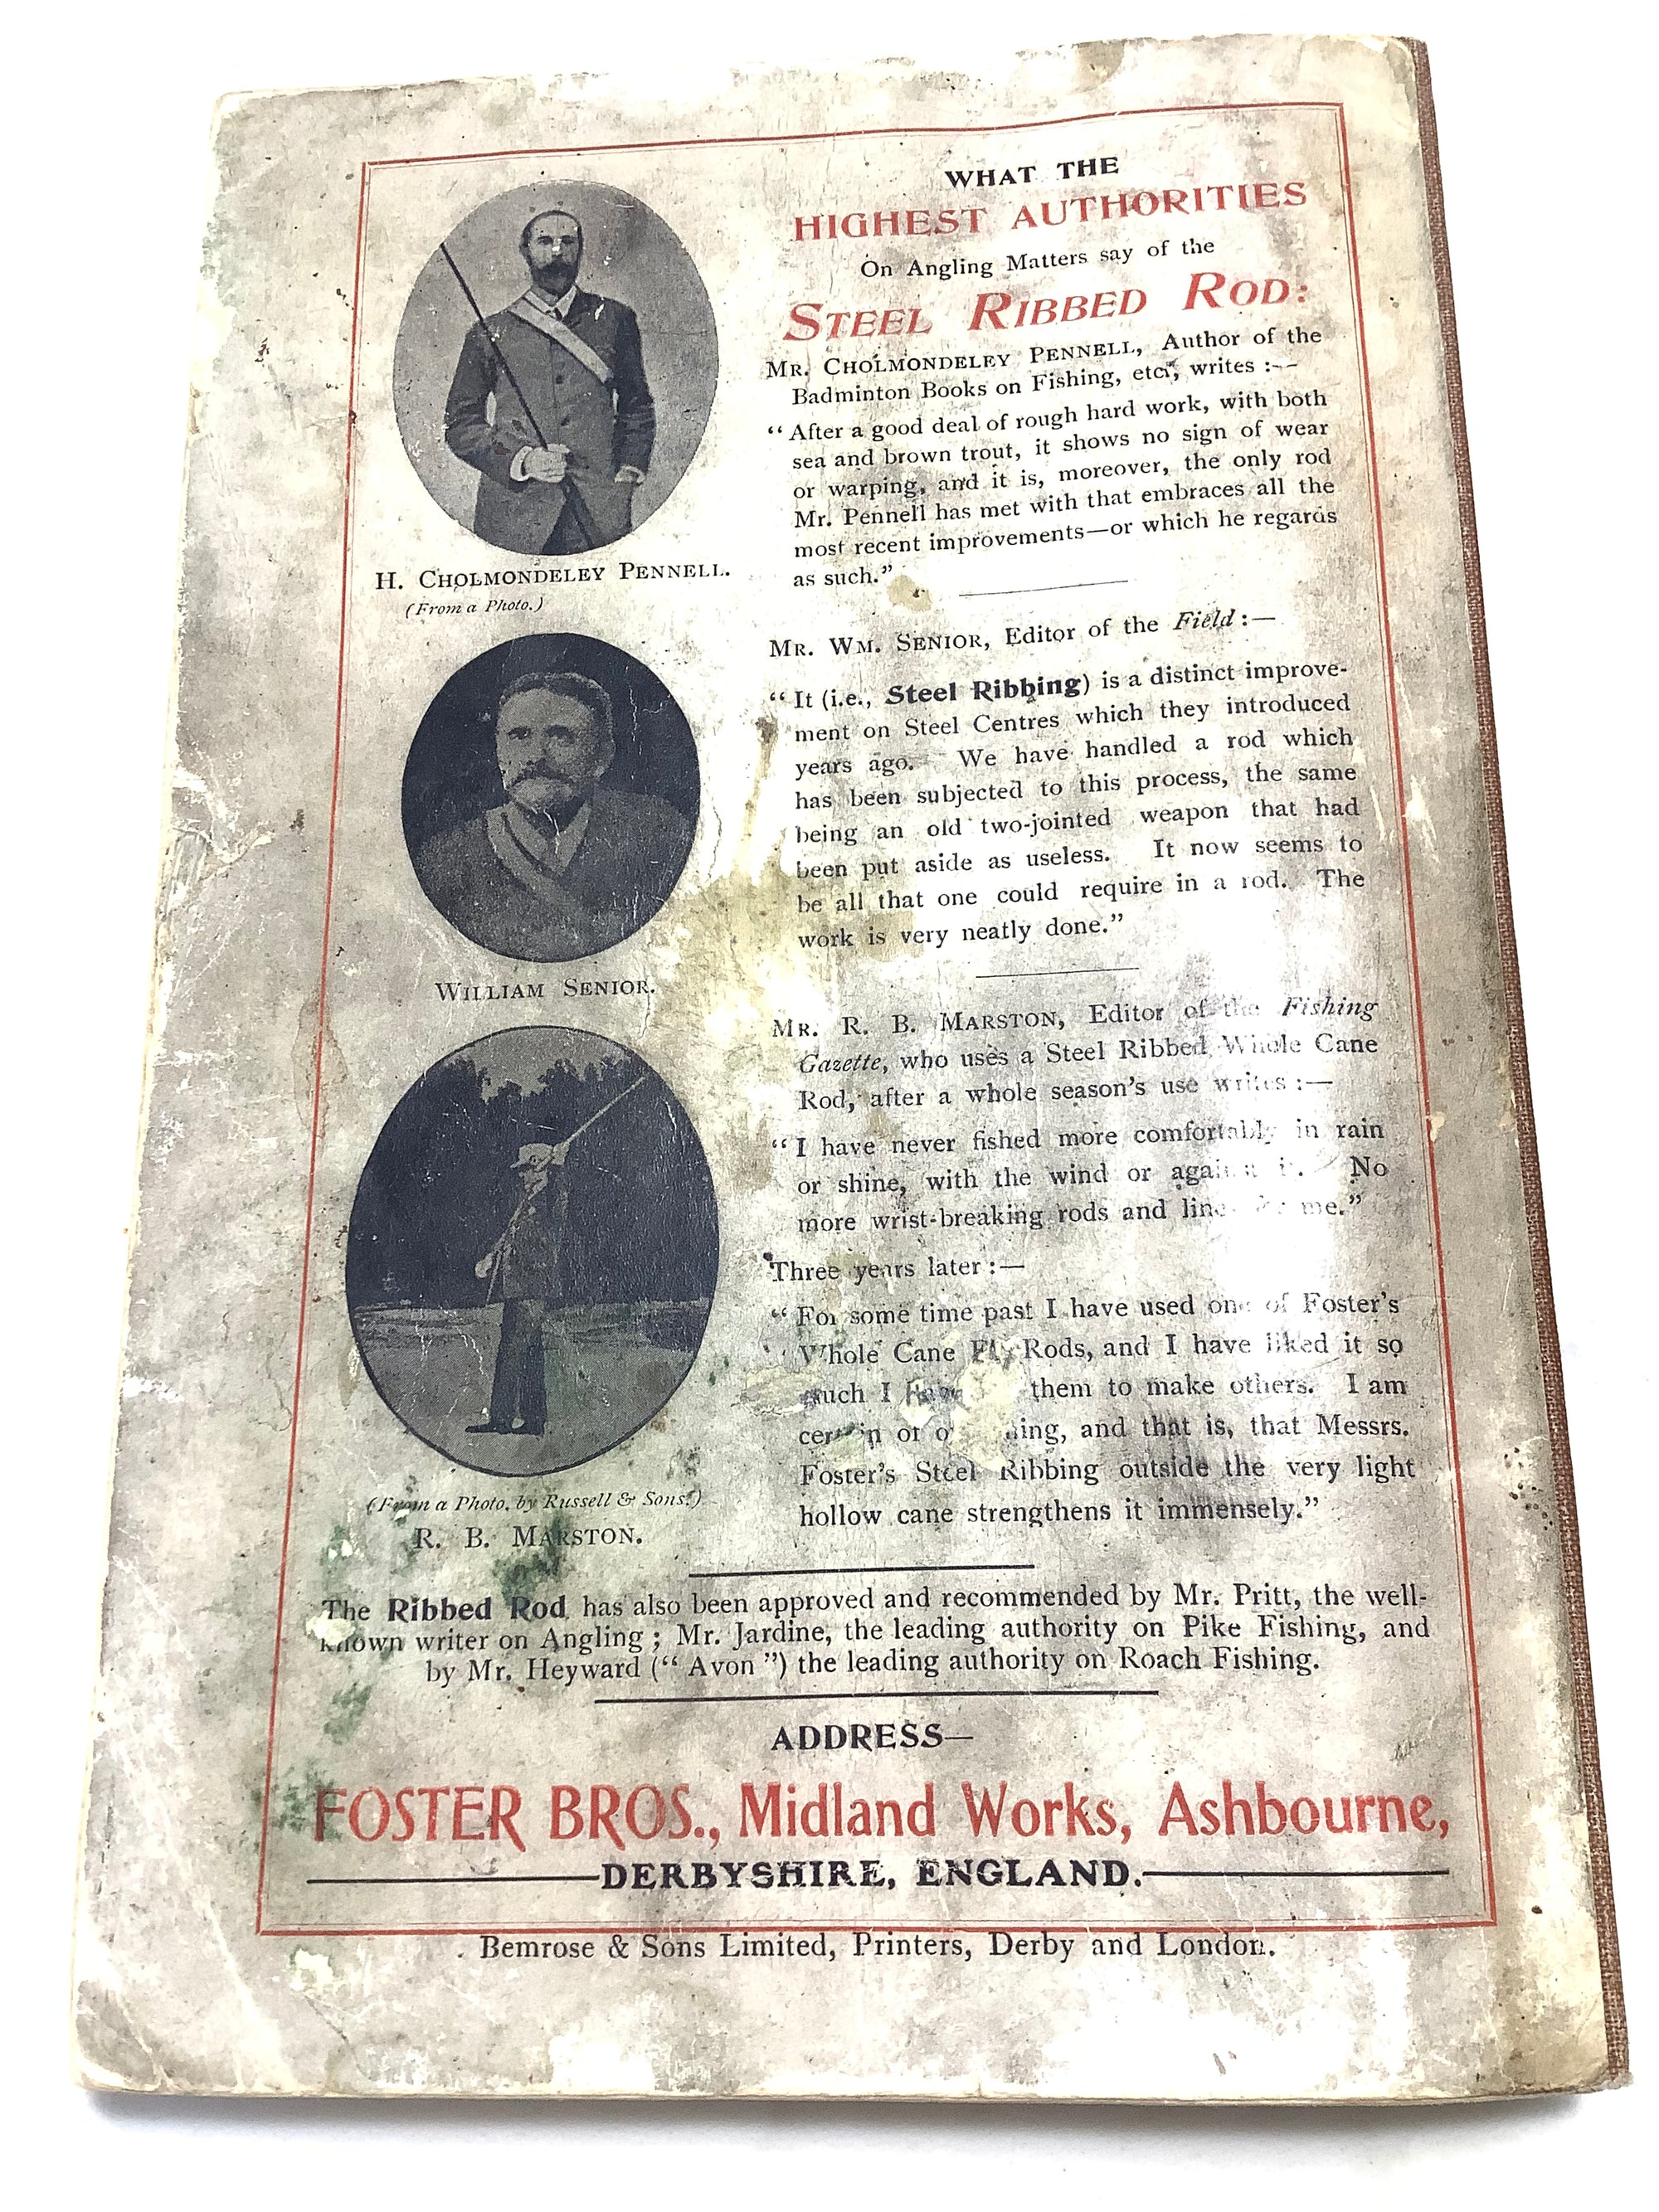 WHAT THE
HIGHEST AUTHORITIES
On Angling Matters say of the
STEEL RIBBED ROD:
MR. CHOLMONDELEY PENNELL, Author of the
Badminton Books on Fishing, etc., writes :--
“ After a good deal of rough hard work, with both
sea and brown trout, it shows no sign of wear
or warping, and it is, moreover, the only rod
Mr. Pennell has met with that embraces all the
most recent improvements—or which he regards
as such.”
H. CHOLMONDELEY PENNELL.
(From a Photo.)
MR. WM. SENIOR, Editor of the Field :—
“ It (i.e., Steel Ribbing) is a distinct improve-
ment on Steel Centres which they introduced
years ago. We have handled a rod which
has been subjected to this process, the same
being an old two-jointed weapon that had
been put aside as useless. It now seems to
be all that one could require in a rod. The
work is very neatly done.”
WILLIAM SENIOR.
MR. R. B. MARSTON, Editor of the Fishing
Gazette, who uses a Steel Ribbed Whole Cane
Rod, after a whole season’s use writes :—
“ I have never fished more comfortably in rain
or shine, with the wind or against it. No
more wrist-breaking rods and me.”
Three years later :—
“ For some time past I have used one of Foster’s
Whole Cane Fly Rods, and I have liked it so
much I have them to make others. I am
certain of and that is, that Messrs.
Foster’s Steel Ribbing outside the very light
hollow cane strengthens it immensely.”
(From a Photo. by Russell & Sons.)
R. B. MARSTON.
The Ribbed Rod has also been approved and recommended by Mr. Pritt, the well-
known writer on Angling ; Mr. Jardine, the leading authority on Pike Fishing, and
by Mr. Heyward (“ Avon ”) the leading authority on Roach Fishing.
ADDRESS—
FOSTER BROS., Midland Works, Ashbourne,
DERBYSHIRE, ENGLAND.
Bemrose & Sons Limited, Printers, Derby and London.